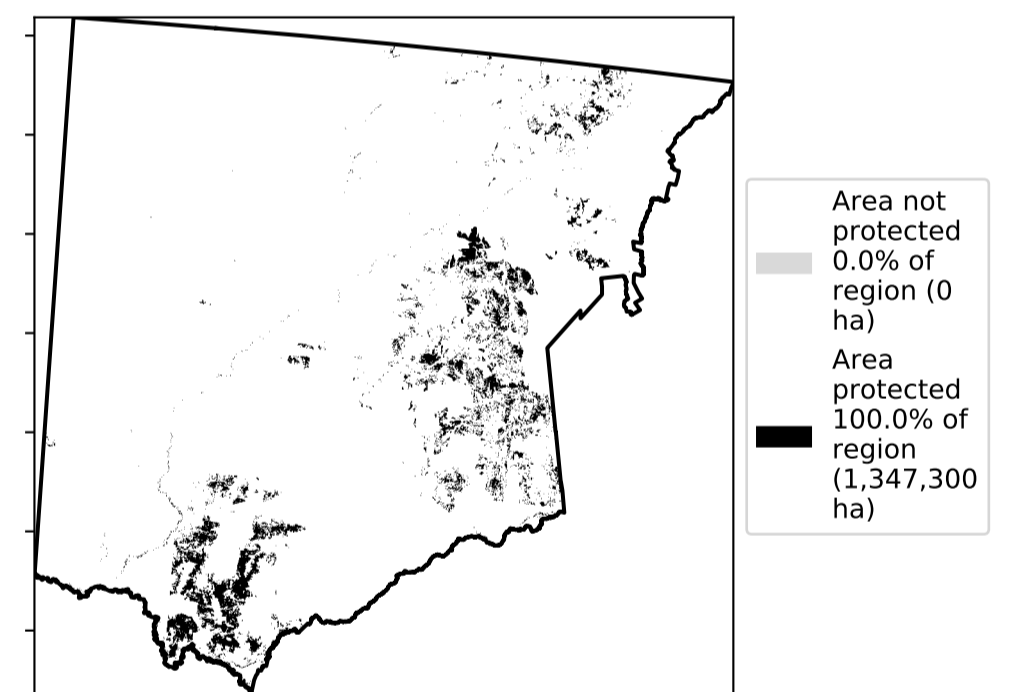 Area not
protected
0.0% of
region (0
ha)
Area
protected
100.0% of
region
(1,347,300
ha)